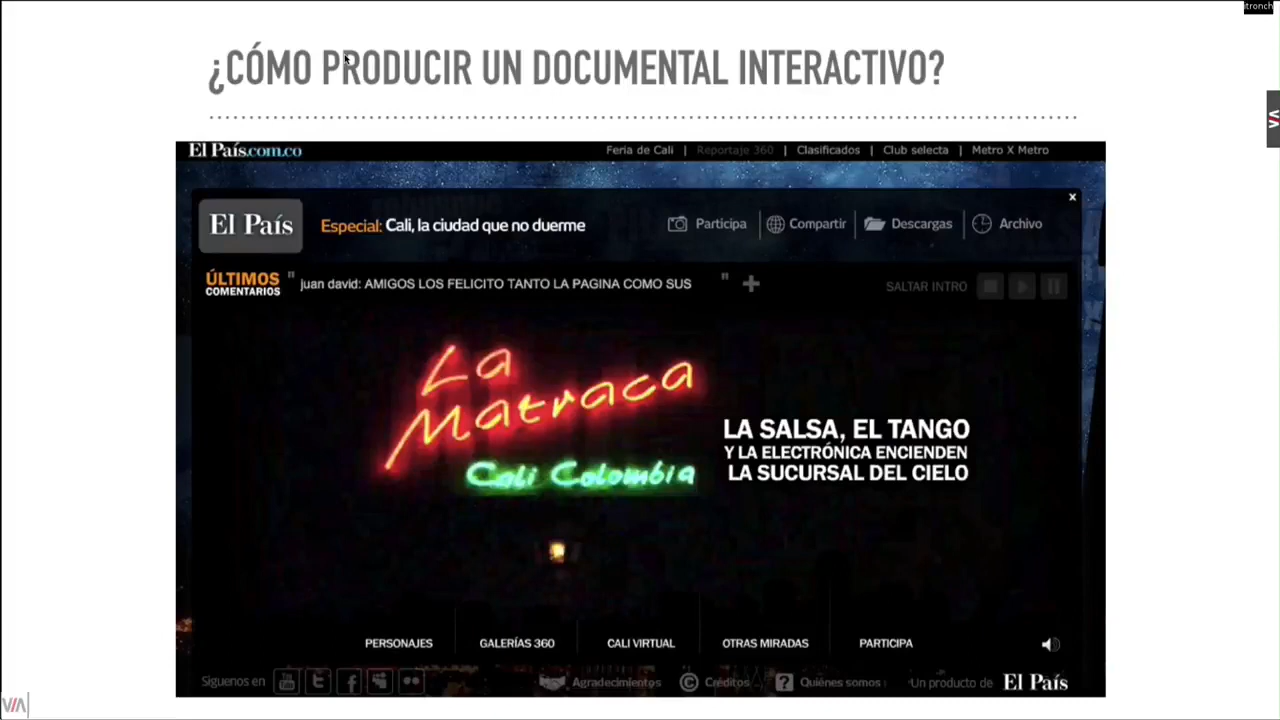 itronch
¿CÓMO PRODUCIR UN DOCUMENTAL INTERACTIVO?
El País.com.co
Feria de Cali | Reportaje 360 | Clasificados | Club selecta | Metro X Metro
x
El País Especial: Cali, la ciudad que no duerme Participa Compartir Descargas Archivo
ÚLTIMOS
COMENTARIOS
" juan david: AMIGOS LOS FELICITO TANTO LA PAGINA COMO SUS " +
SALTAR INTRO
La
Matraca
Cali Colombia
LA SALSA, EL TANGO
Y LA ELECTRÓNICA ENCIENDEN
LA SUCURSAL DEL CIELO
PERSONAJES GALERÍAS 360 CALI VIRTUAL OTRAS MIRADAS PARTICIPA
Síguenos en You Tube t f Agradecimientos © Créditos ? Quiénes somos Un producto de El País
VIA